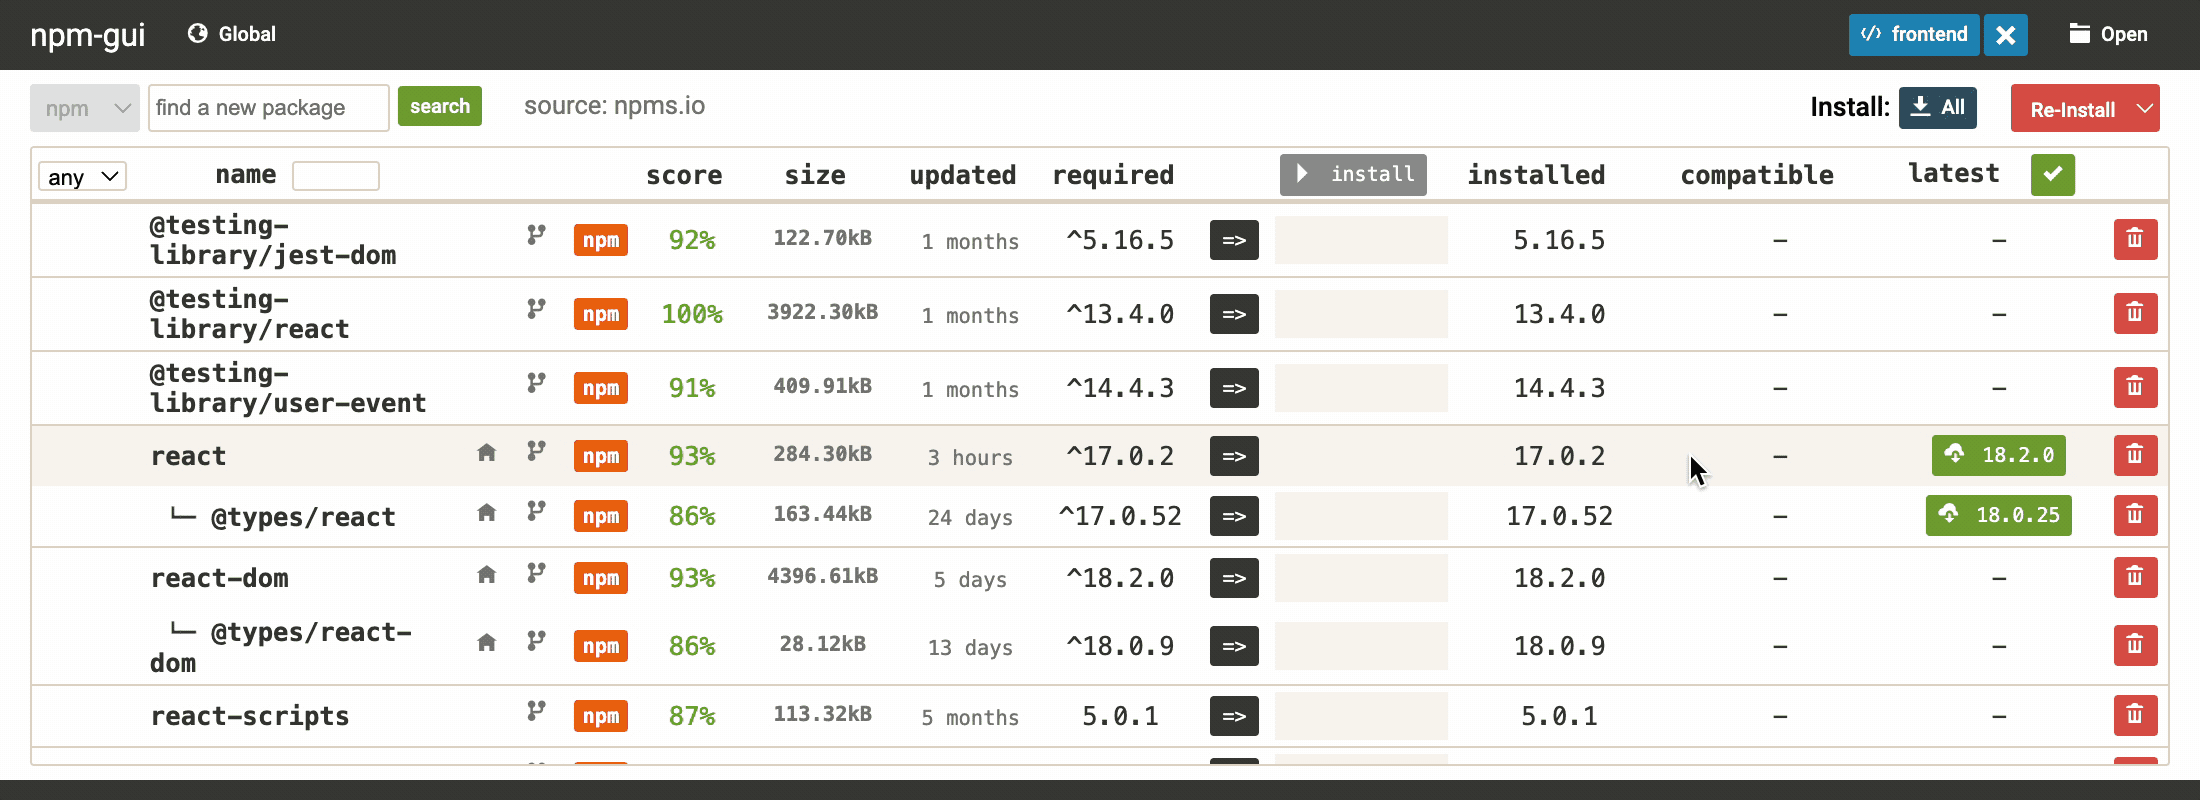 npm-gui Global </> frontend Open
npm find a new package search source: npms.io Install: All Re-Install
any name score size updated required install installed compatible latest
@testing-
library/jest-dom npm 92% 122.70kB 1 months ^5.16.5 => 5.16.5 – –
@testing-
library/react npm 100% 3922.30kB 1 months ^13.4.0 => 13.4.0 – –
@testing-
library/user-event npm 91% 409.91kB 1 months ^14.4.3 => 14.4.3 – –
react npm 93% 284.30kB 3 hours ^17.0.2 => 17.0.2 – 18.2.0
└─ @types/react npm 86% 163.44kB 24 days ^17.0.52 => 17.0.52 – 18.0.25
react-dom npm 93% 4396.61kB 5 days ^18.2.0 => 18.2.0 – –
└─ @types/react-
dom npm 86% 28.12kB 13 days ^18.0.9 => 18.0.9 – –
react-scripts npm 87% 113.32kB 5 months 5.0.1 => 5.0.1 – –